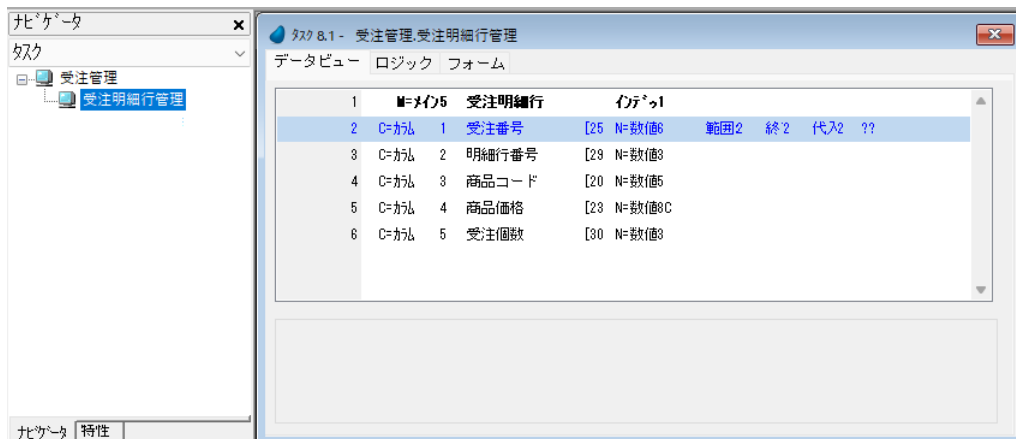 ナビゲータ
タスク
受注管理
受注明細行管理
ナビゲータ 特性
タスク 8.1 - 受注管理.受注明細行管理
データビュー ロジック フォーム
1 M=メイン5 受注明細行 インデッ1
2 C=カラム 1 受注番号 [25 N=数値6 範囲2 終2 代入2 ??
3 C=カラム 2 明細行番号 [29 N=数値3
4 C=カラム 3 商品コード [20 N=数値5
5 C=カラム 4 商品価格 [23 N=数値8C
6 C=カラム 5 受注個数 [30 N=数値3